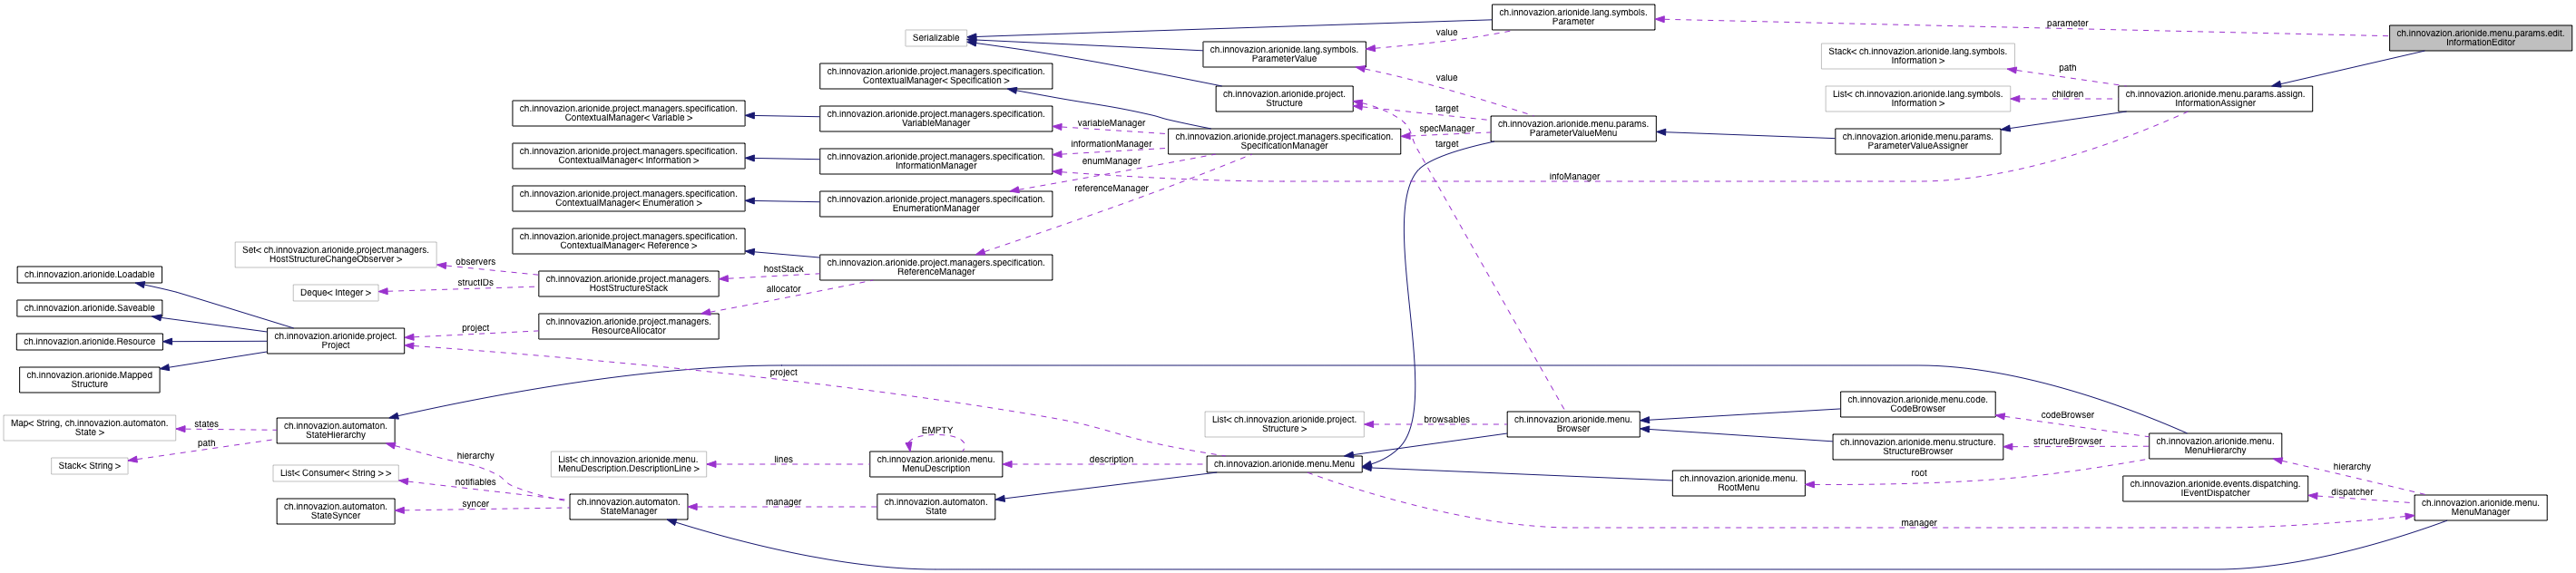 ch.innovazion.arionide.lang.symbols.
Parameter
parameter
ch.innovazion.arionide.menu.params.edit.
InformationEditor
Serializable
value
ch.innovazion.arionide.lang.symbols.
ParameterValue
Stack< ch.innovazion.arionide.lang.symbols.
Information >
path
ch.innovazion.arionide.project.managers.specification.
ContextualManager< Specification >
value
ch.innovazion.arionide.project.
Structure
List< ch.innovazion.arionide.lang.symbols.
Information >
children
ch.innovazion.arionide.menu.params.assign.
InformationAssigner
ch.innovazion.arionide.project.managers.specification.
ContextualManager< Variable >
ch.innovazion.arionide.project.managers.specification.
VariableManager
variableManager
target
specManager
target
ch.innovazion.arionide.menu.params.
ParameterValueMenu
ch.innovazion.arionide.project.managers.specification.
SpecificationManager
ch.innovazion.arionide.menu.params.
ParameterValueAssigner
ch.innovazion.arionide.project.managers.specification.
ContextualManager< Information >
ch.innovazion.arionide.project.managers.specification.
InformationManager
informationManager
enumManager
infoManager
referenceManager
ch.innovazion.arionide.project.managers.specification.
ContextualManager< Enumeration >
ch.innovazion.arionide.project.managers.specification.
EnumerationManager
ch.innovazion.arionide.project.managers.specification.
ContextualManager< Reference >
Set< ch.innovazion.arionide.project.managers.
HostStructureChangeObserver >
observers
ch.innovazion.arionide.project.managers.specification.
ReferenceManager
hostStack
ch.innovazion.arionide.Loadable
structIDs
ch.innovazion.arionide.project.managers.
HostStructureStack
Deque< Integer >
allocator
ch.innovazion.arionide.Saveable
project
ch.innovazion.arionide.project.managers.
ResourceAllocator
ch.innovazion.arionide.Resource
ch.innovazion.arionide.project.
Project
ch.innovazion.arionide.Mapped
Structure
project
ch.innovazion.arionide.menu.code.
CodeBrowser
codeBrowser
Map< String, ch.innovazion.automaton.
State >
states
ch.innovazion.automaton.
StateHierarchy
List< ch.innovazion.arionide.project.
Structure >
browsables
ch.innovazion.arionide.menu.
Browser
EMPTY
path
ch.innovazion.arionide.menu.structure.
StructureBrowser
structureBrowser
ch.innovazion.arionide.menu.
MenuHierarchy
Stack< String >
hierarchy
List< ch.innovazion.arionide.menu.
MenuDescription.DescriptionLine >
lines
ch.innovazion.arionide.menu.
MenuDescription
description
ch.innovazion.arionide.menu.Menu
root
hierarchy
List< Consumer< String > >
notifiables
ch.innovazion.arionide.menu.
RootMenu
ch.innovazion.arionide.events.dispatching.
IEventDispatcher
dispatcher
ch.innovazion.automaton.
StateSyncer
syncer
ch.innovazion.automaton.
StateManager
manager
ch.innovazion.automaton.
State
ch.innovazion.arionide.menu.
MenuManager
manager